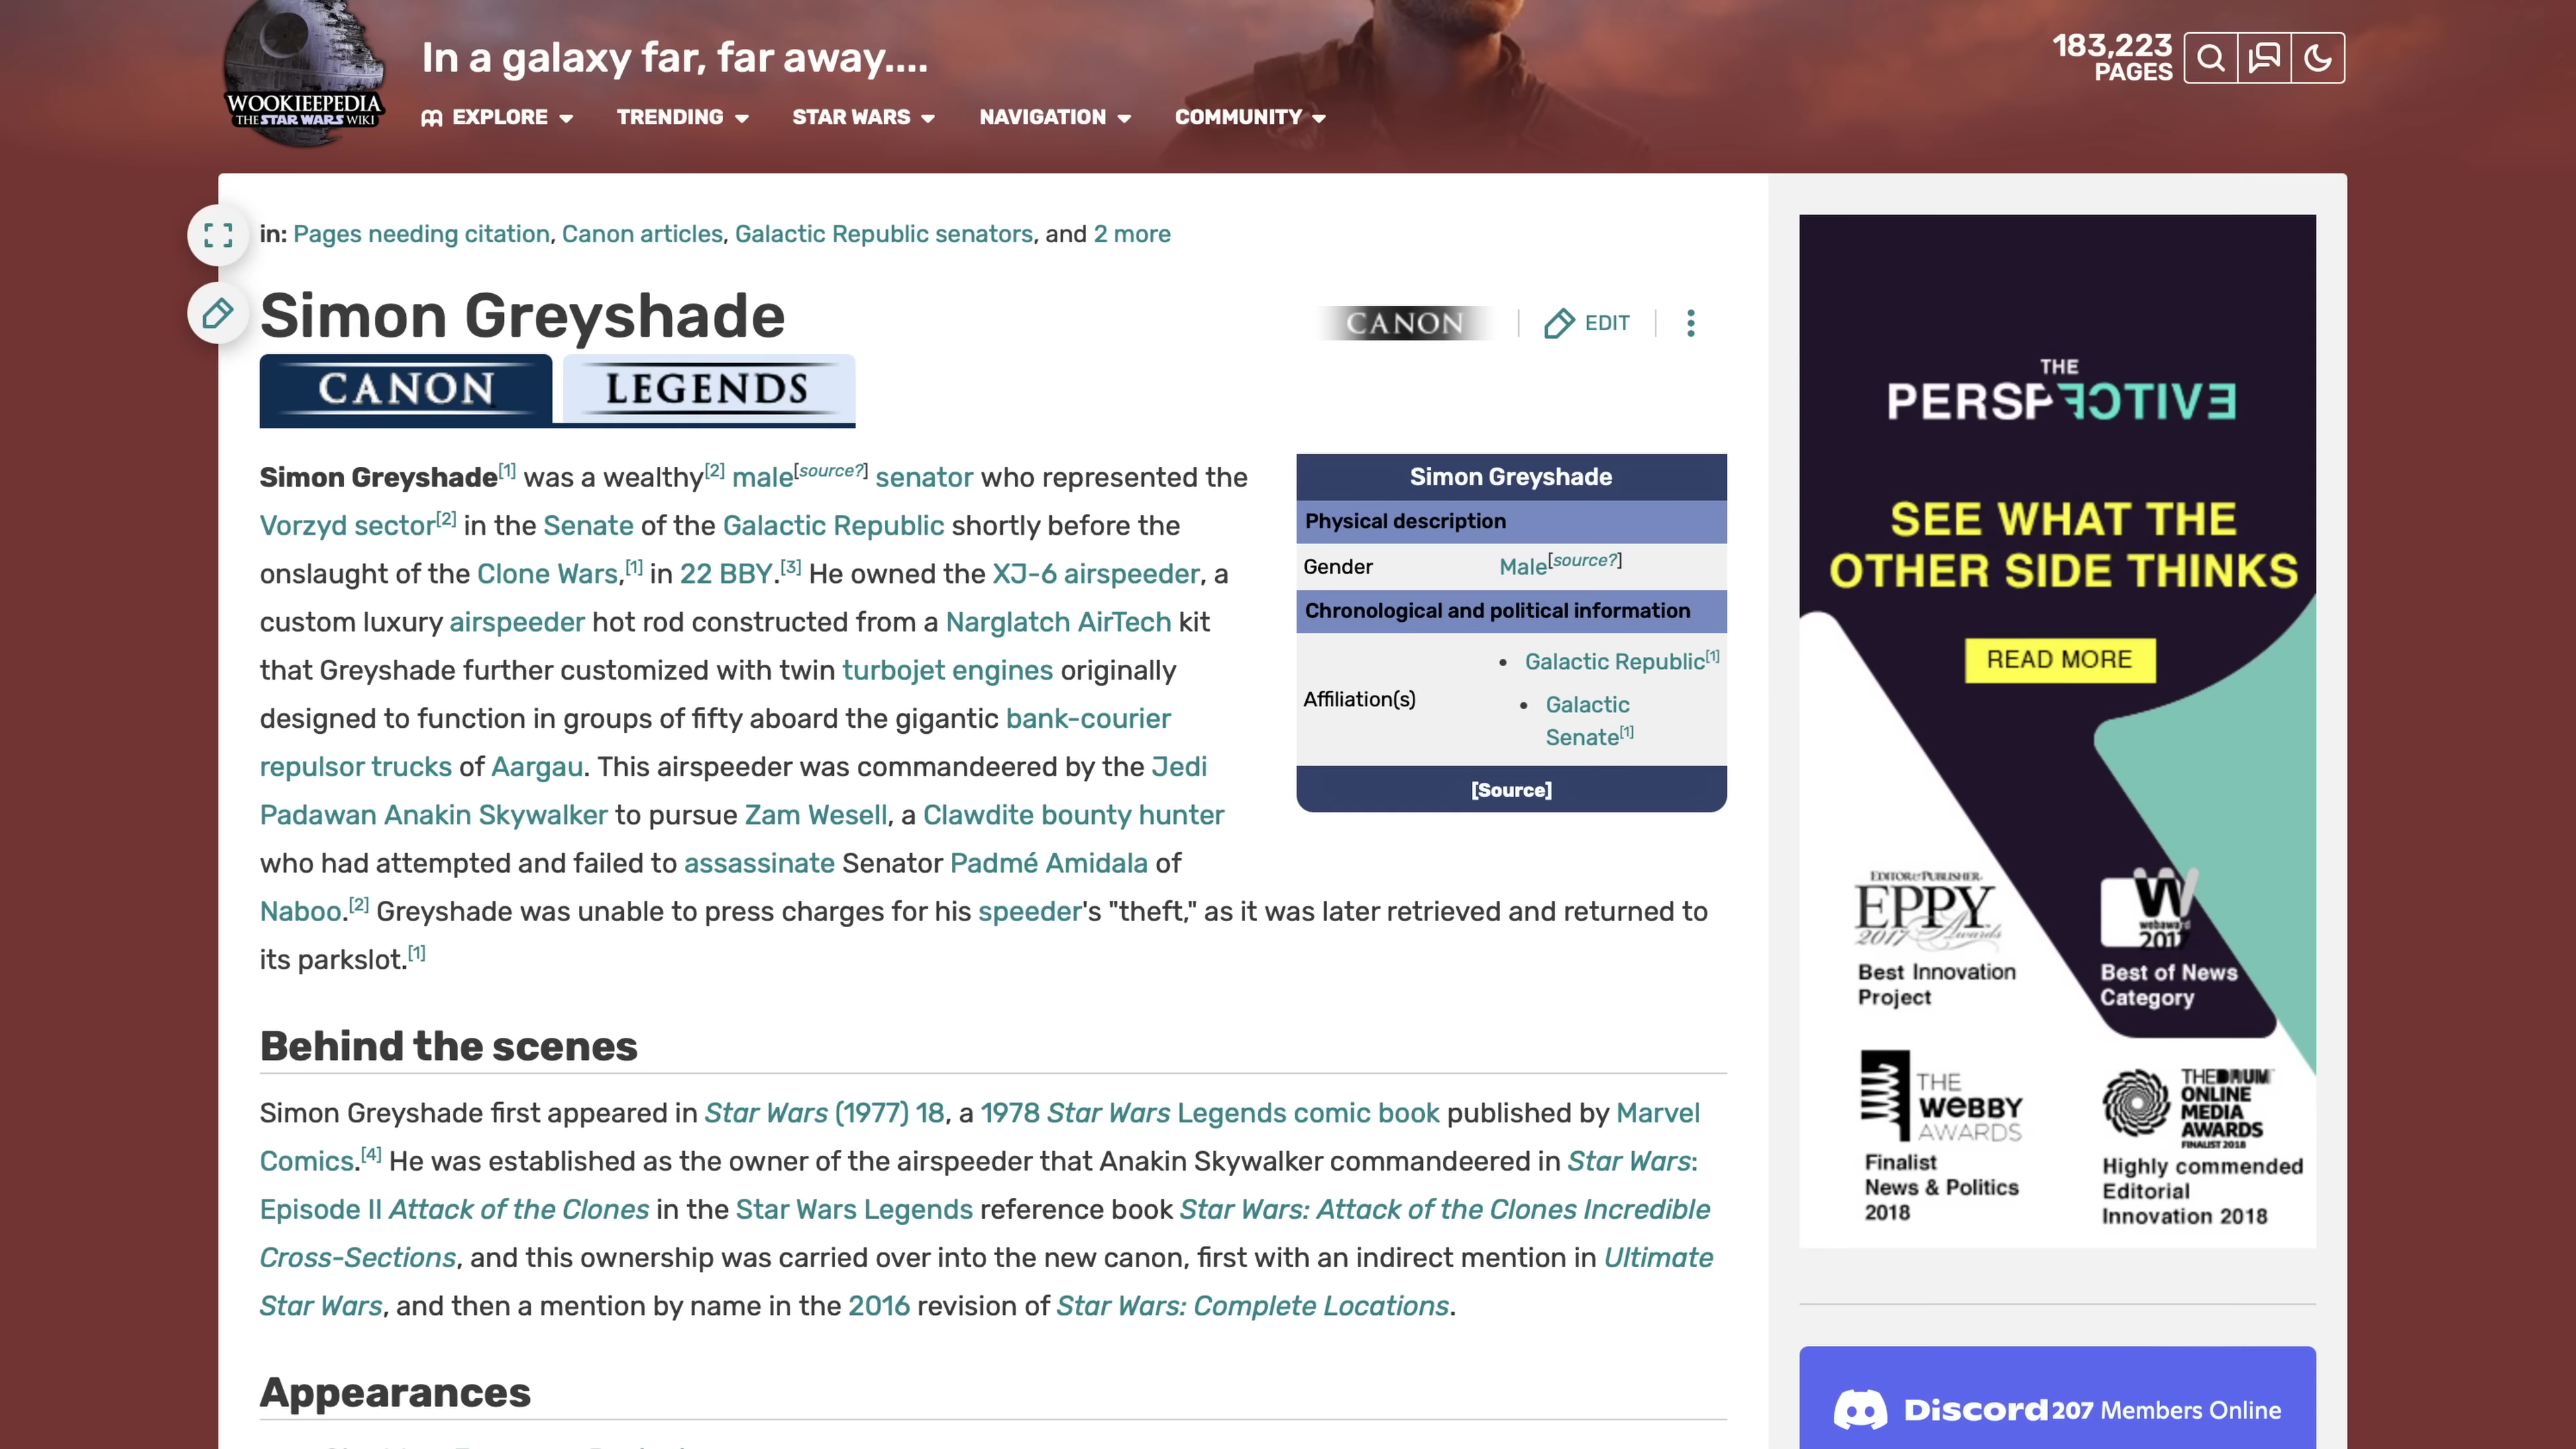 WOOKIEEPEDIA
THE STAR WARS WIKI
In a galaxy far, far away....
EXPLORE
TRENDING
STAR WARS
NAVIGATION
COMMUNITY
183,223
PAGES
in: Pages needing citation, Canon articles, Galactic Republic senators, and 2 more
Simon Greyshade
CANON
EDIT
CANON
LEGENDS
Simon Greyshade[1] was a wealthy[2] male[source?] senator who represented the
Vorzyd sector[2] in the Senate of the Galactic Republic shortly before the
onslaught of the Clone Wars,[1] in 22 BBY.[3] He owned the XJ-6 airspeeder, a
custom luxury airspeeder hot rod constructed from a Narglatch AirTech kit
that Greyshade further customized with twin turbojet engines originally
designed to function in groups of fifty aboard the gigantic bank-courier
repulsor trucks of Aargau. This airspeeder was commandeered by the Jedi
Padawan Anakin Skywalker to pursue Zam Wesell, a Clawdite bounty hunter
who had attempted and failed to assassinate Senator Padmé Amidala of
Naboo.[2] Greyshade was unable to press charges for his speeder's "theft," as it was later retrieved and returned to
its parkslot.[1]
Simon Greyshade
Physical description
Gender
Male[source?]
Chronological and political information
Affiliation(s)
• Galactic Republic[1]
• Galactic
Senate[1]
[Source]
Behind the scenes
Simon Greyshade first appeared in Star Wars (1977) 18, a 1978 Star Wars Legends comic book published by Marvel
Comics.[4] He was established as the owner of the airspeeder that Anakin Skywalker commandeered in Star Wars:
Episode II Attack of the Clones in the Star Wars Legends reference book Star Wars: Attack of the Clones Incredible
Cross-Sections, and this ownership was carried over into the new canon, first with an indirect mention in Ultimate
Star Wars, and then a mention by name in the 2016 revision of Star Wars: Complete Locations.
Appearances
THE
PERSPECTIVE
SEE WHAT THE
OTHER SIDE THINKS
READ MORE
EDITOR&PUBLISHER
EPPY
2017 Awards
Best Innovation
Project
W
webaward
2017
Best of News
Category
THE
WEBBY
AWARDS
Finalist
News & Politics
2018
THE DRUM
ONLINE
MEDIA
AWARDS
FINALIST 2018
Highly commended
Editorial
Innovation 2018
Discord 207 Members Online